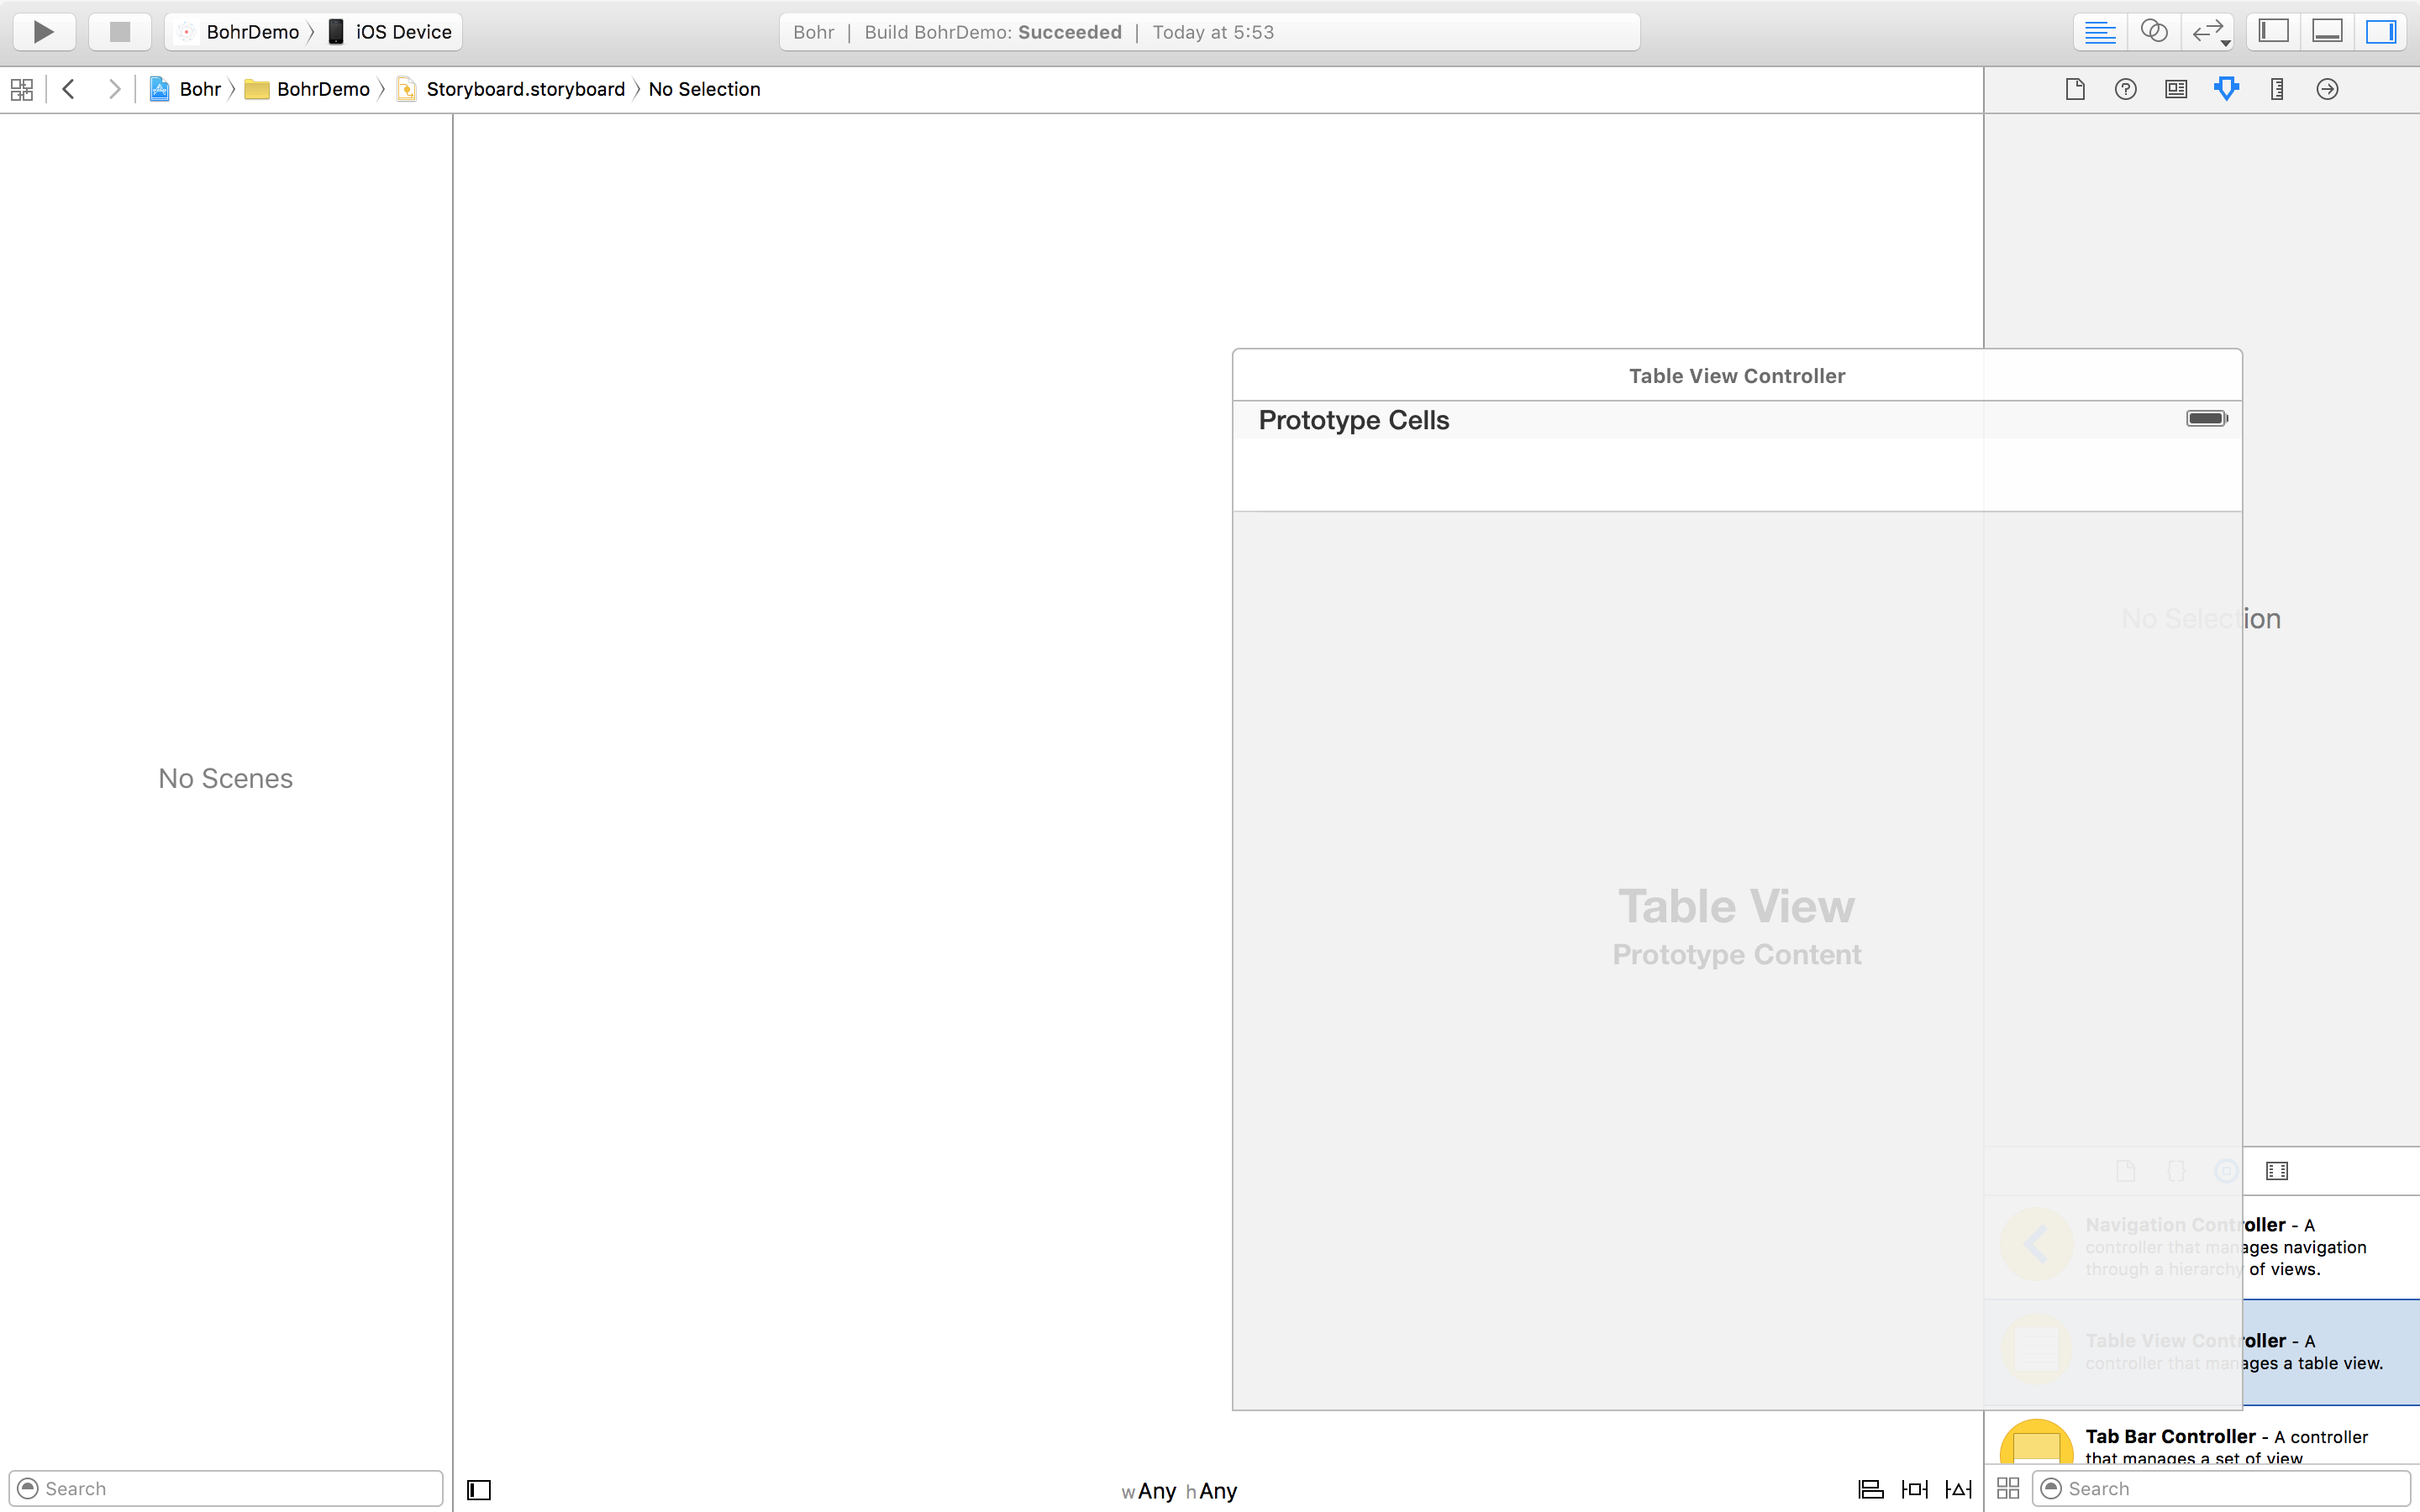 BohrDemo iOS Device Bohr | Build BohrDemo: Succeeded | Today at 5:53
Bohr BohrDemo Storyboard.storyboard No Selection
Table View Controller
Prototype Cells
No Selection
No Scenes
Table View
Prototype Content
Navigation Controller - A
controller that manages navigation
through a hierarchy of views.
Table View Controller - A
controller that manages a table view.
Tab Bar Controller - A controller
that manages a set of view
Search
wAny hAny
Search